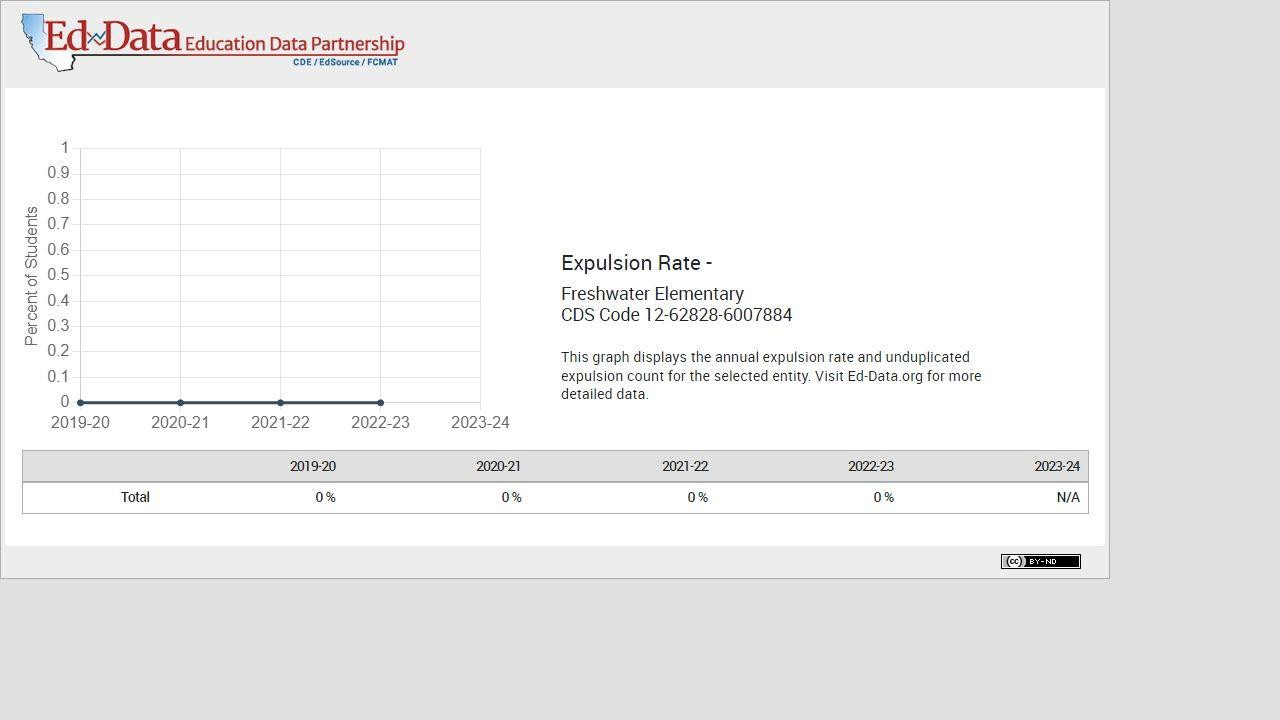 Ed-Data Education Data Partnership
CDE / EdSource / FCMAT
1
0.9
0.8
0.7
0.6
0.5
0.4
0.3
0.2
0.1
0
Percent of Students
2019-20 2020-21 2021-22 2022-23 2023-24
Expulsion Rate -
Freshwater Elementary
CDS Code 12-62828-6007884
This graph displays the annual expulsion rate and unduplicated
expulsion count for the selected entity. Visit Ed-Data.org for more
detailed data.
2019-20 2020-21 2021-22 2022-23 2023-24
Total 0 % 0 % 0 % 0 % N/A
cc BY-ND